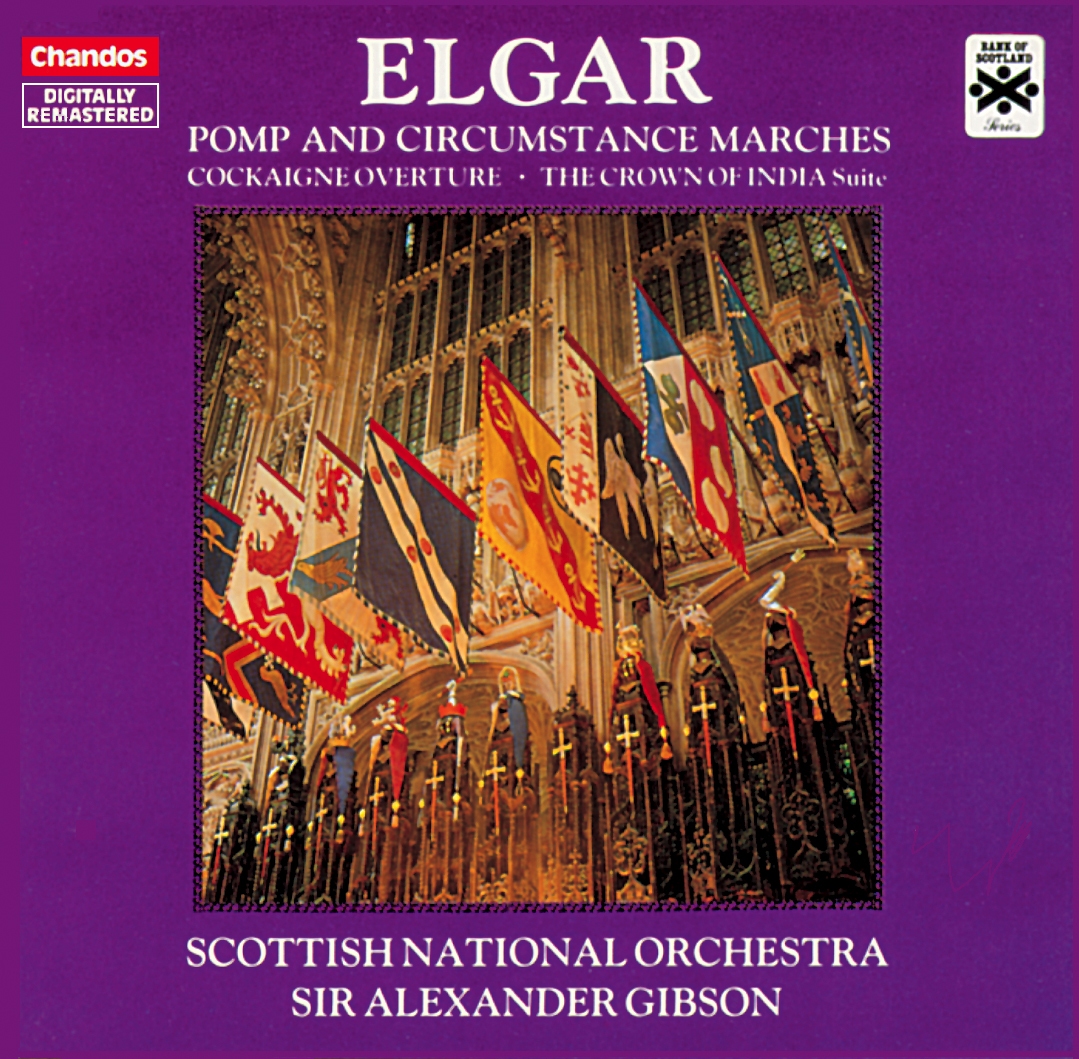 Chandos
DIGITALLY
REMASTERED
ELGAR
BANK OF
SCOTLAND
Series
POMP AND CIRCUMSTANCE MARCHES
COCKAIGNE OVERTURE · THE CROWN OF INDIA Suite
SCOTTISH NATIONAL ORCHESTRA
SIR ALEXANDER GIBSON